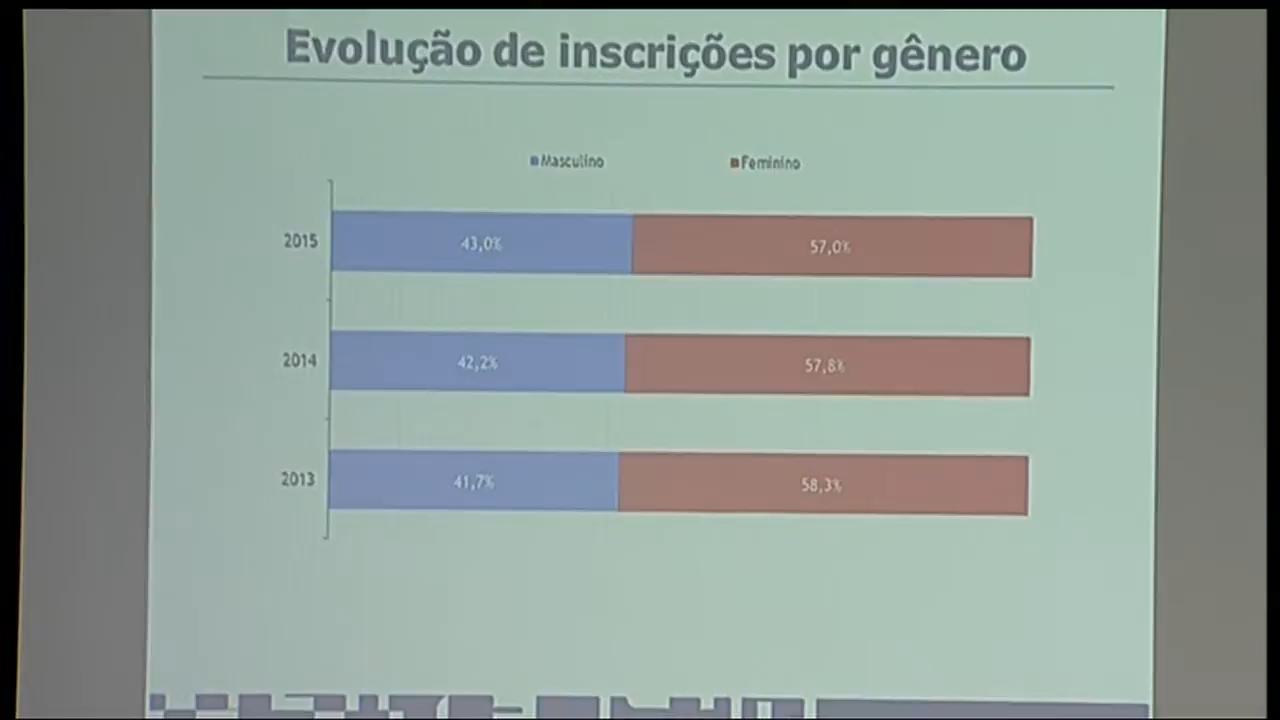 Evolução de inscrições por gênero
Masculino Feminino
2015 43,0% 57,0%
2014 42,2% 57,8%
2013 41,7% 58,3%